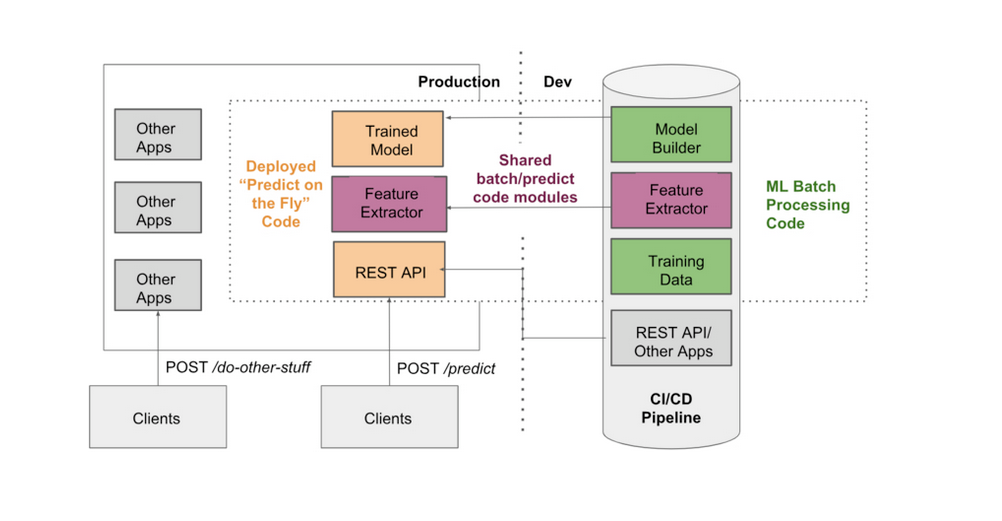 Production
Dev
Other
Apps
Other
Apps
Other
Apps
Deployed
“Predict on
the Fly”
Code
Trained
Model
Feature
Extractor
REST API
Shared
batch/predict
code modules
Model
Builder
Feature
Extractor
Training
Data
REST API/
Other Apps
CI/CD
Pipeline
ML Batch
Processing
Code
POST /do-other-stuff
POST /predict
Clients
Clients